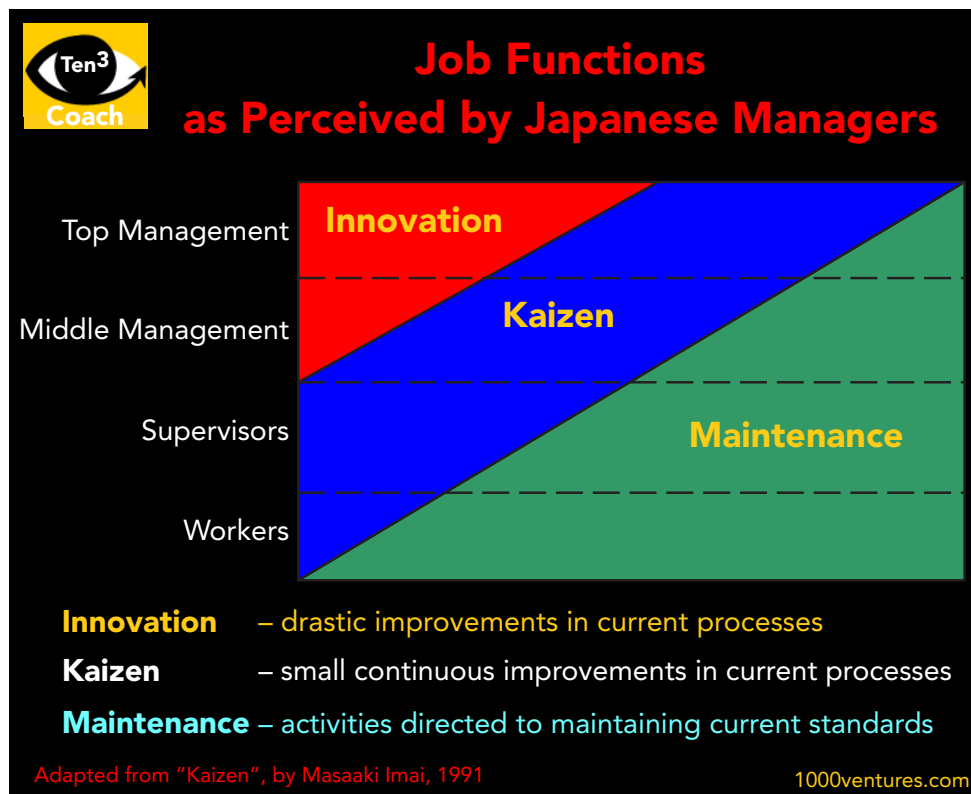 Ten3
Coach
Job Functions
as Perceived by Japanese Managers
Top Management
Innovation
Middle Management
Kaizen
Supervisors
Maintenance
Workers
Innovation – drastic improvements in current processes
Kaizen – small continuous improvements in current processes
Maintenance – activities directed to maintaining current standards
Adapted from “Kaizen”, by Masaaki Imai, 1991
1000ventures.com